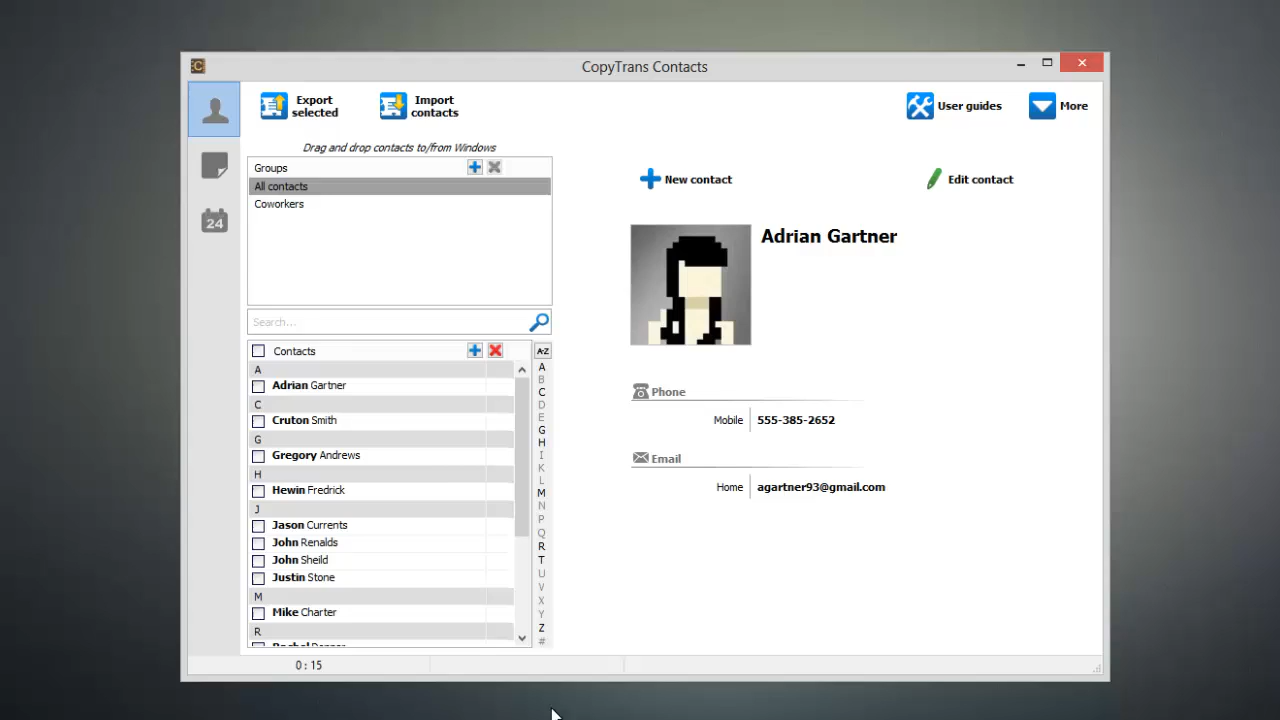 CopyTrans Contacts
Export selected
Import contacts
User guides
More
Drag and drop contacts to/from Windows
Groups
All contacts
Coworkers
24
New contact
Edit contact
Adrian Gartner
Search...
Contacts
A-Z
A
Adrian Gartner
C
Cruton Smith
G
Gregory Andrews
H
Hewin Fredrick
J
Jason Currents
John Renalds
John Sheild
Justin Stone
M
Mike Charter
R
A
B
C
D
E
G
H
I
K
L
M
N
P
Q
R
T
U
V
X
Y
Z
#
Phone
Mobile 555-385-2652
Email
Home agartner93@gmail.com
0 : 15